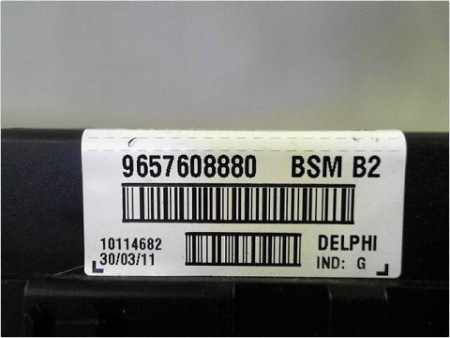 9657608880 BSM B2
10114682 DELPHI
30/03/11 IND: G